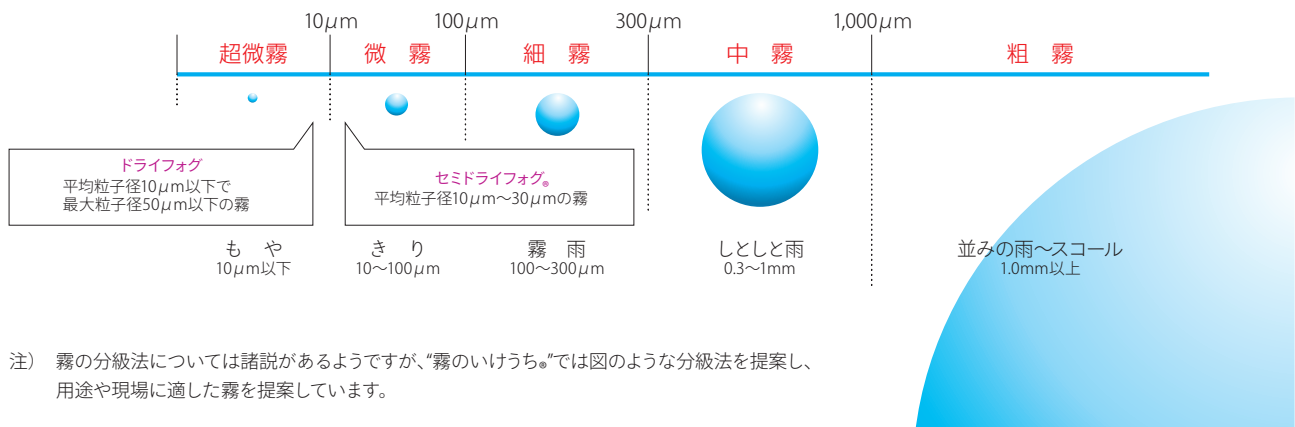 10μm 100μm 300μm 1,000μm
超微霧 微 霧 細 霧 中 霧 粗 霧
ドライフォグ
平均粒子径10μm以下で
最大粒子径50μm以下の霧
セミドライフォグ®
平均粒子径10μm〜30μmの霧
も や きり 霧 雨 しとしと雨 並みの雨〜スコール
10μm以下 10〜100μm 100〜300μm 0.3〜1mm 1.0mm以上
注） 霧の分級法については諸説があるようですが、“霧のいけうち®”では図のような分級法を提案し、
用途や現場に適した霧を提案しています。